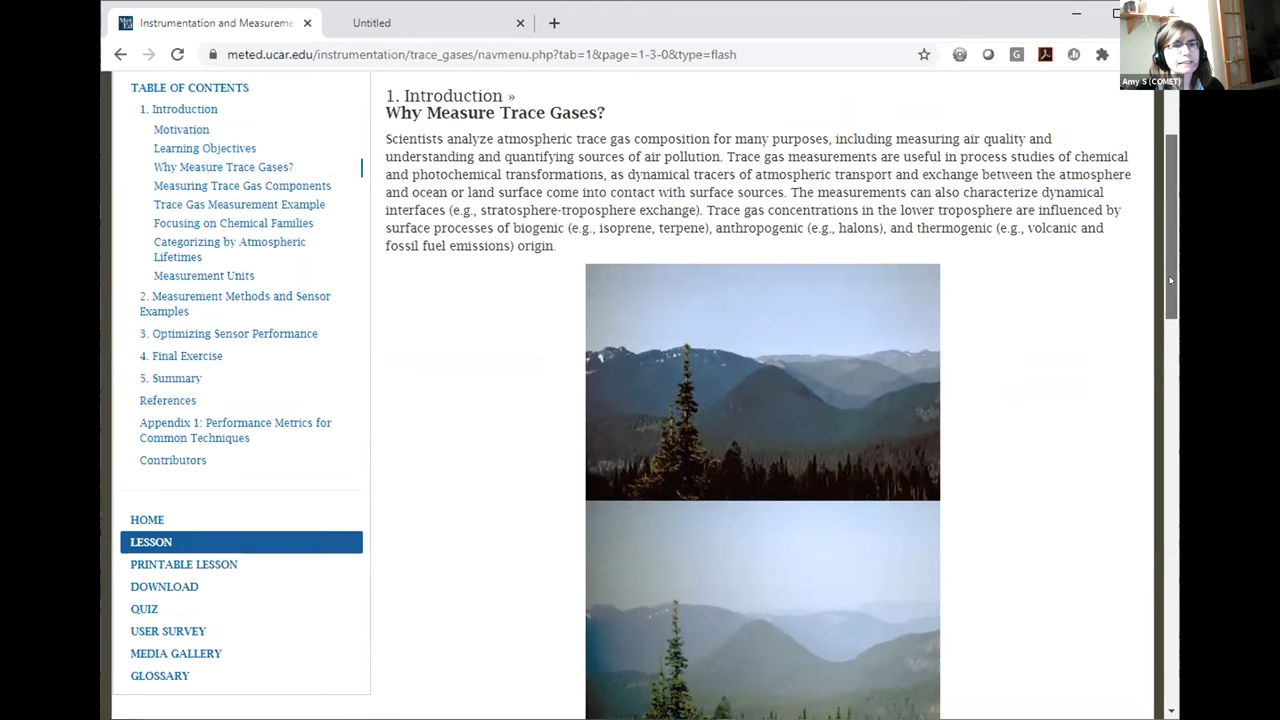 Instrumentation and Measureme
Untitled
meted.ucar.edu/instrumentation/trace_gases/navmenu.php?tab=1&page=1-3-0&type=flash
Amy S (COMET)
TABLE OF CONTENTS
1. Introduction
Motivation
Learning Objectives
Why Measure Trace Gases?
Measuring Trace Gas Components
Trace Gas Measurement Example
Focusing on Chemical Families
Categorizing by Atmospheric
Lifetimes
Measurement Units
2. Measurement Methods and Sensor
Examples
3. Optimizing Sensor Performance
4. Final Exercise
5. Summary
References
Appendix 1: Performance Metrics for
Common Techniques
Contributors
HOME
LESSON
PRINTABLE LESSON
DOWNLOAD
QUIZ
USER SURVEY
MEDIA GALLERY
GLOSSARY
1. Introduction »
Why Measure Trace Gases?
Scientists analyze atmospheric trace gas composition for many purposes, including measuring air quality and
understanding and quantifying sources of air pollution. Trace gas measurements are useful in process studies of chemical
and photochemical transformations, as dynamical tracers of atmospheric transport and exchange between the atmosphere
and ocean or land surface come into contact with surface sources. The measurements can also characterize dynamical
interfaces (e.g., stratosphere-troposphere exchange). Trace gas concentrations in the lower troposphere are influenced by
surface processes of biogenic (e.g., isoprene, terpene), anthropogenic (e.g., halons), and thermogenic (e.g., volcanic and
fossil fuel emissions) origin.